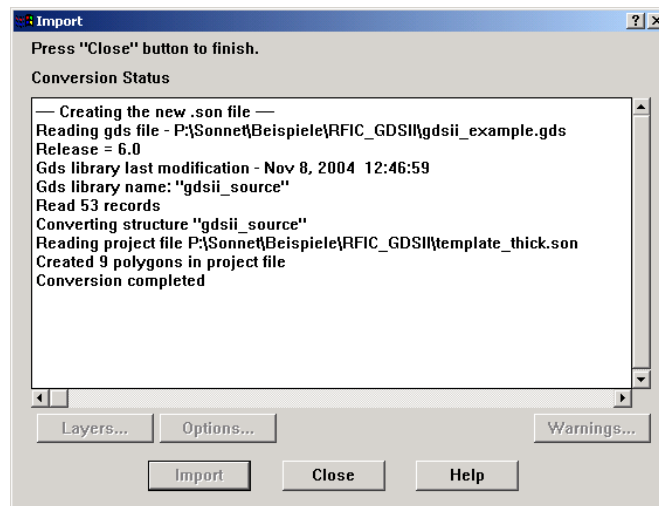 Import
Press "Close" button to finish.
Conversion Status
— Creating the new .son file —
Reading gds file - P:\Sonnet\Beispiele\RFIC_GDSII\gdsii_example.gds
Release = 6.0
Gds library last modification - Nov 8, 2004  12:46:59
Gds library name: "gdsii_source"
Read 53 records
Converting structure "gdsii_source"
Reading project file P:\Sonnet\Beispiele\RFIC_GDSII\template_thick.son
Created 9 polygons in project file
Conversion completed
Layers... Options... Warnings...
Import Close Help